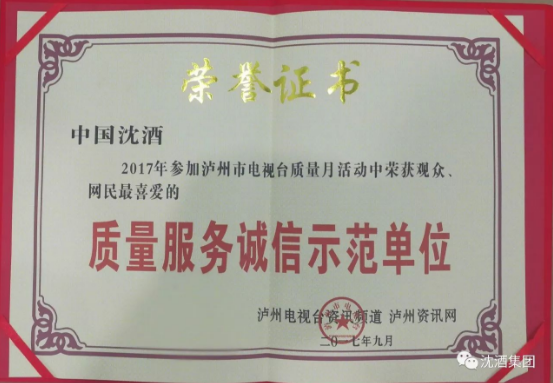 荣誉证书
中国沈酒
2017年参加泸州市电视台质量月活动中荣获观众、
网民最喜爱的
质量服务诚信示范单位
泸州电视台资讯频道 泸州资讯网
二〇一七年九月
沈酒集团